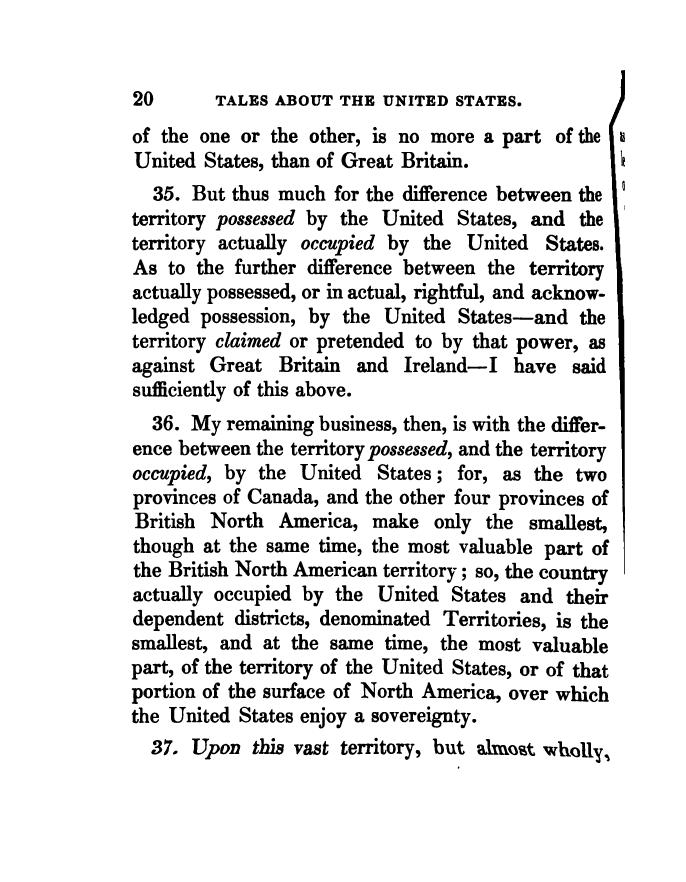 20 TALES ABOUT THE UNITED STATES.
of the one or the other, is no more a part of the
United States, than of Great Britain.
35. But thus much for the difference between the
territory possessed by the United States, and the
territory actually occupied by the United States.
As to the further difference between the territory
actually possessed, or in actual, rightful, and acknow-
ledged possession, by the United States—and the
territory claimed or pretended to by that power, as
against Great Britain and Ireland—I have said
sufficiently of this above.
36. My remaining business, then, is with the differ-
ence between the territory possessed, and the territory
occupied, by the United States; for, as the two
provinces of Canada, and the other four provinces of
British North America, make only the smallest,
though at the same time, the most valuable part of
the British North American territory; so, the country
actually occupied by the United States and their
dependent districts, denominated Territories, is the
smallest, and at the same time, the most valuable
part, of the territory of the United States, or of that
portion of the surface of North America, over which
the United States enjoy a sovereignty.
37. Upon this vast territory, but almost wholly,